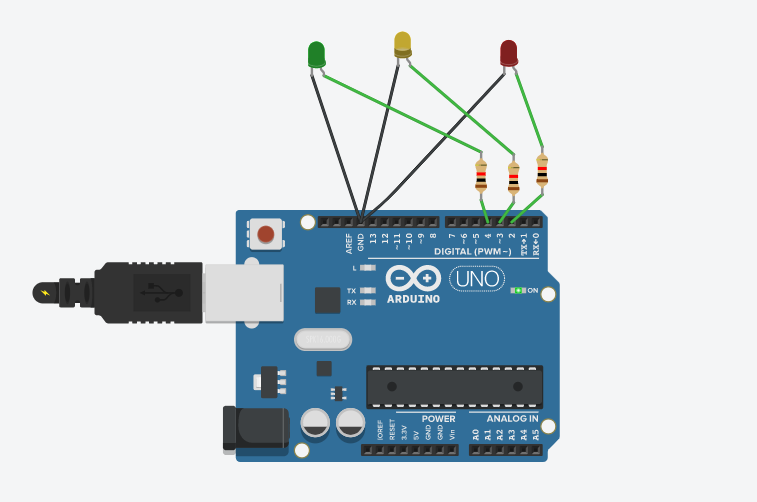 AREF
GND
13
12
~11
~10
~9
8
7
~6
~5
4
~3
2
TX→1
RX←0
DIGITAL (PWM~)
L
TX
RX
ARDUINO
UNO
ON
POWER
ANALOG IN
IOREF
RESET
3.3V
5V
GND
GND
Vin
A0
A1
A2
A3
A4
A5